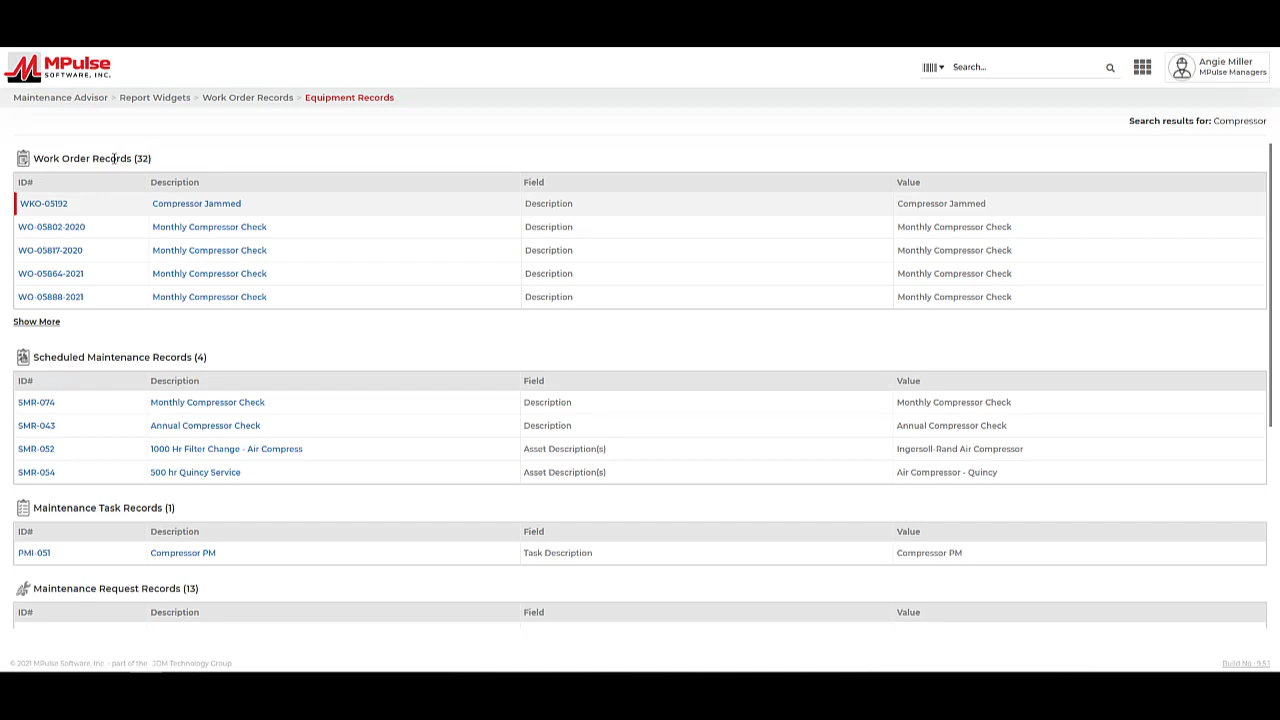 MPulse
SOFTWARE, INC.
Search...
Angie Miller
MPulse Managers
Maintenance Advisor > Report Widgets > Work Order Records > Equipment Records
Search results for: Compressor
Work Order Records (32)
ID# Description Field Value
WKO-05192 Compressor Jammed Description Compressor Jammed
WO-05802-2020 Monthly Compressor Check Description Monthly Compressor Check
WO-05817-2020 Monthly Compressor Check Description Monthly Compressor Check
WO-05864-2021 Monthly Compressor Check Description Monthly Compressor Check
WO-05888-2021 Monthly Compressor Check Description Monthly Compressor Check
Show More
Scheduled Maintenance Records (4)
ID# Description Field Value
SMR-074 Monthly Compressor Check Description Monthly Compressor Check
SMR-043 Annual Compressor Check Description Annual Compressor Check
SMR-052 1000 Hr Filter Change - Air Compress Asset Description(s) Ingersoll-Rand Air Compressor
SMR-054 500 hr Quincy Service Asset Description(s) Air Compressor - Quincy
Maintenance Task Records (1)
ID# Description Field Value
PMI-051 Compressor PM Task Description Compressor PM
Maintenance Request Records (13)
ID# Description Field Value
© 2021 MPulse Software, Inc. - part of the JDM Technology Group
Build No.: 9.5.1